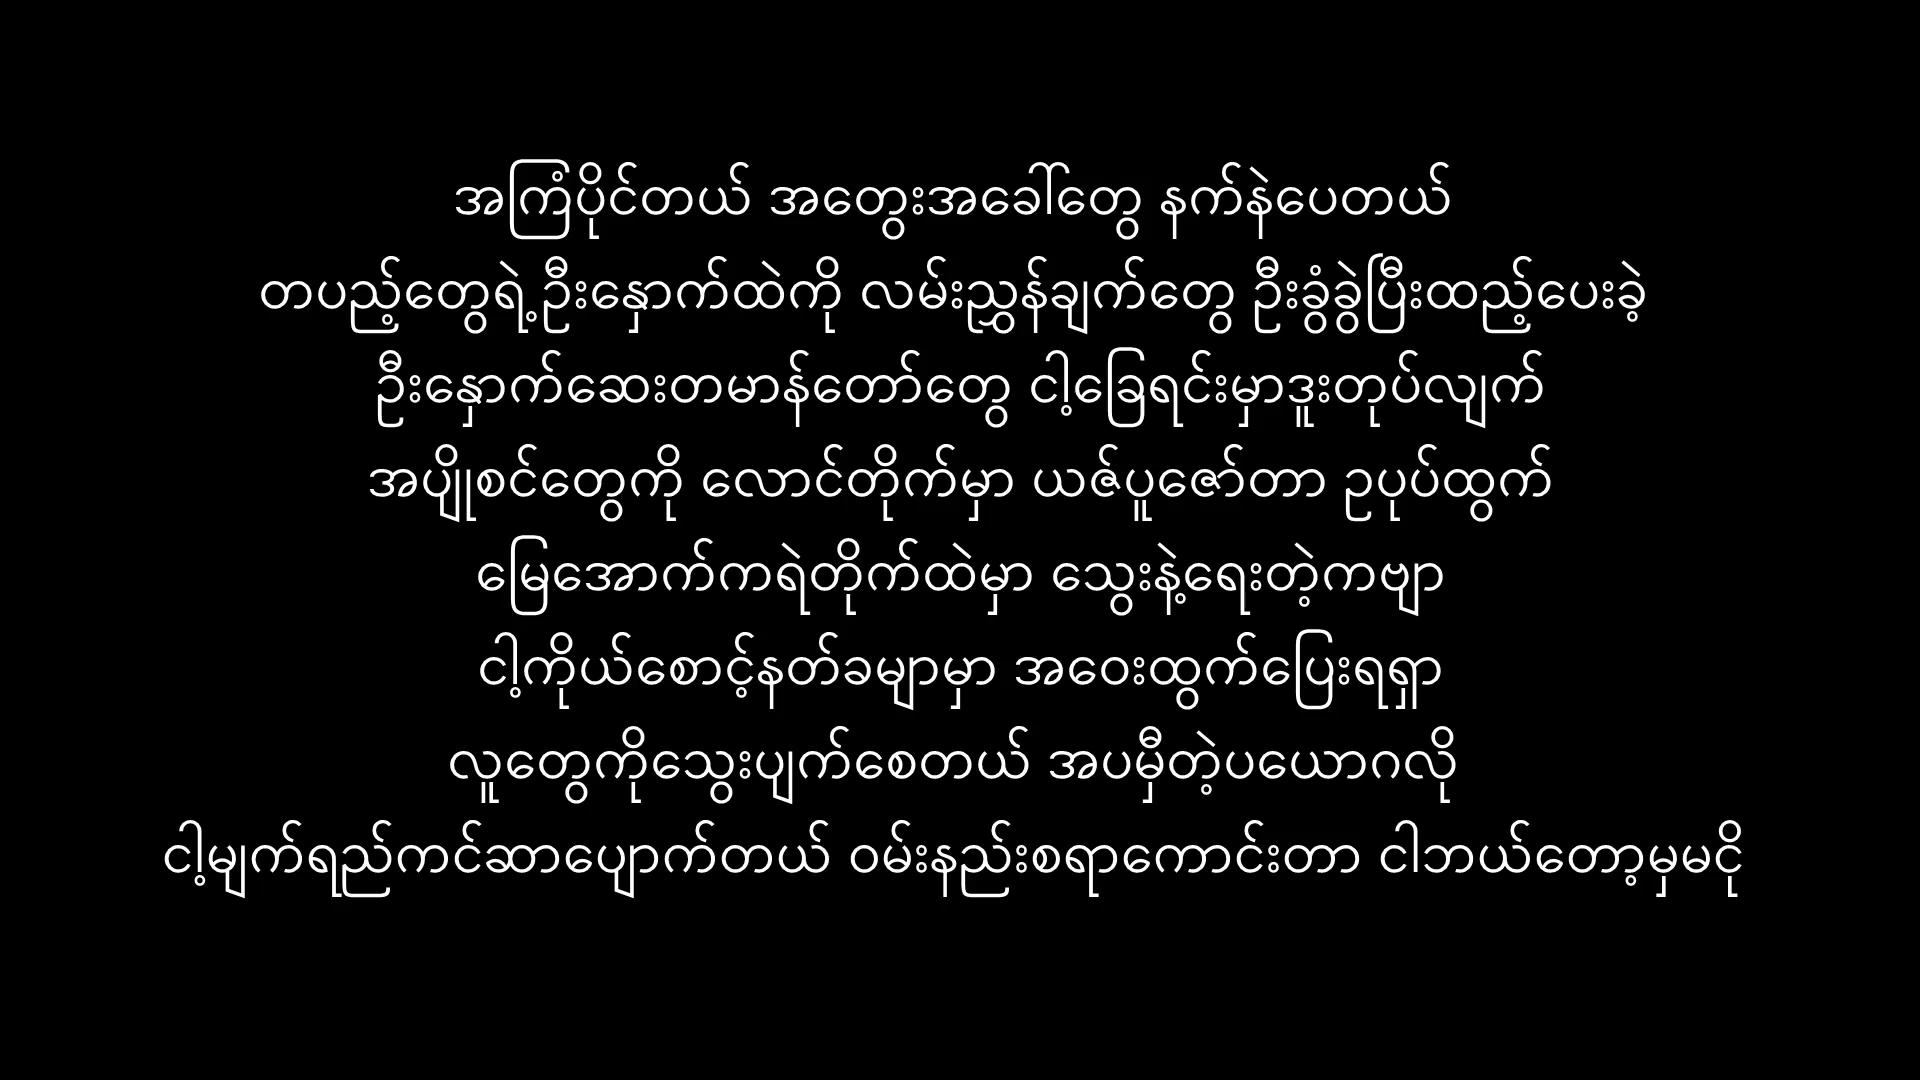 အကြံပိုင်တယ် အတွေးအခေါ်တွေ နက်နဲပေတယ်
တပည့်တွေရဲ့ဦးနှောက်ထဲကို လမ်းညွှန်ချက်တွေ ဦးခွံခွဲပြီးထည့်ပေးခဲ့
ဦးနှောက်ဆေးတမာန်တော်တွေ ငါ့ခြေရင်းမှာဒူးတုပ်လျက်
အပျိုစင်တွေကို လောင်တိုက်မှာ ယဇ်ပူဇော်တာ ဥပုပ်ထွက်
မြေအောက်ကရဲတိုက်ထဲမှာ သွေးနဲ့ရေးတဲ့ကဗျာ
ငါ့ကိုယ်စောင့်နတ်ခမျာမှာ အဝေးထွက်ပြေးရရှာ
လူတွေကိုသွေးပျက်စေတယ် အပမှီတဲ့ပယောဂလို
ငါ့မျက်ရည်ကင်ဆာပျောက်တယ် ဝမ်းနည်းစရာကောင်းတာ ငါဘယ်တော့မှမငို